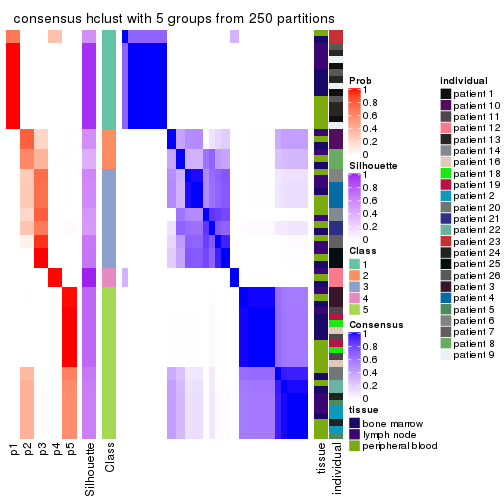 consensus hclust with 5 groups from 250 partitions
p1
p2
p3
p4
p5
Silhouette
Class
tissue
individual
Prob
1
0.8
0.6
0.4
0.2
0
Silhouette
1
0.8
0.6
0.4
0.2
0
Class
1
2
3
4
5
Consensus
1
0.8
0.6
0.4
0.2
0
tissue
bone marrow
lymph node
peripheral blood
individual
patient 1
patient 10
patient 11
patient 12
patient 13
patient 14
patient 16
patient 18
patient 19
patient 2
patient 20
patient 21
patient 22
patient 23
patient 24
patient 25
patient 26
patient 3
patient 4
patient 5
patient 6
patient 7
patient 8
patient 9